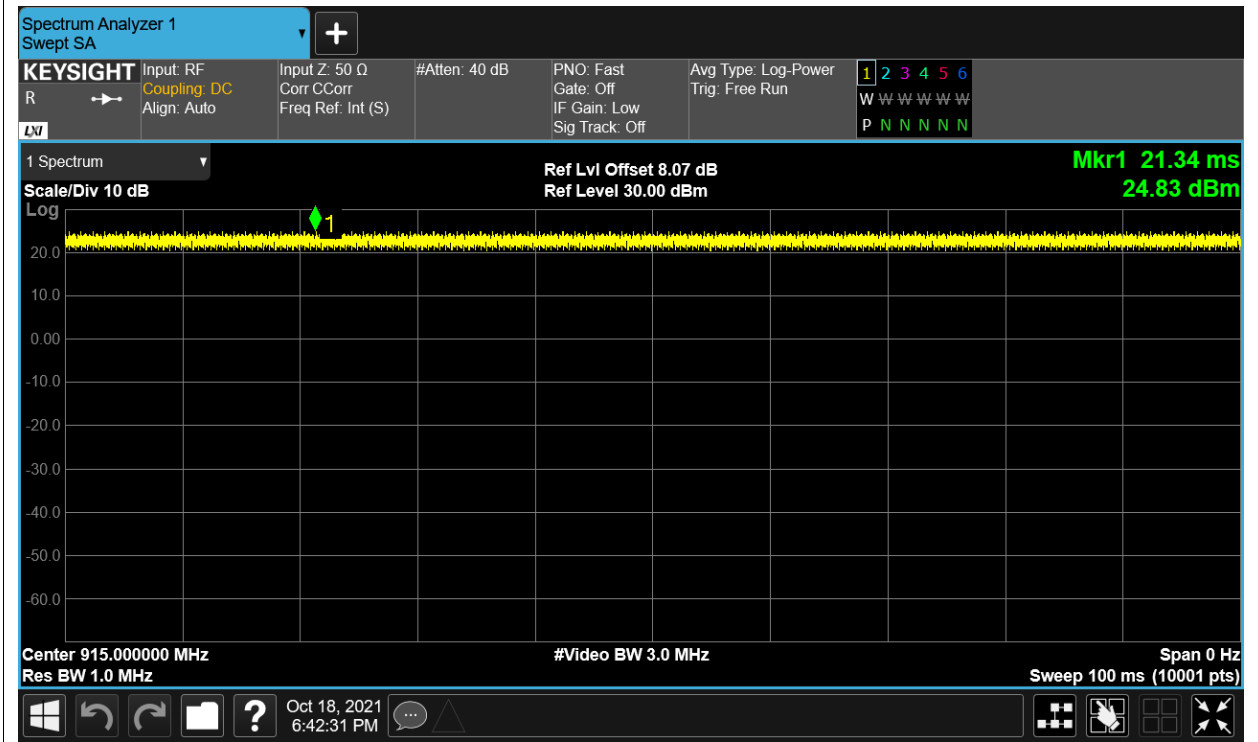 Spectrum Analyzer 1
Swept SA
KEYSIGHT
R
LXI
Input: RF
Coupling: DC
Align: Auto
Input Z: 50 Ω
Corr CCorr
Freq Ref: Int (S)
#Atten: 40 dB
PNO: Fast
Gate: Off
IF Gain: Low
Sig Track: Off
Avg Type: Log-Power
Trig: Free Run
1 2 3 4 5 6
W W W W W W
P N N N N N
1 Spectrum
Scale/Div 10 dB
Log
Ref Lvl Offset 8.07 dB
Ref Level 30.00 dBm
Mkr1 21.34 ms
24.83 dBm
1
20.0
10.0
0.00
-10.0
-20.0
-30.0
-40.0
-50.0
-60.0
Center 915.000000 MHz
Res BW 1.0 MHz
#Video BW 3.0 MHz
Span 0 Hz
Sweep 100 ms (10001 pts)
?
Oct 18, 2021
6:42:31 PM